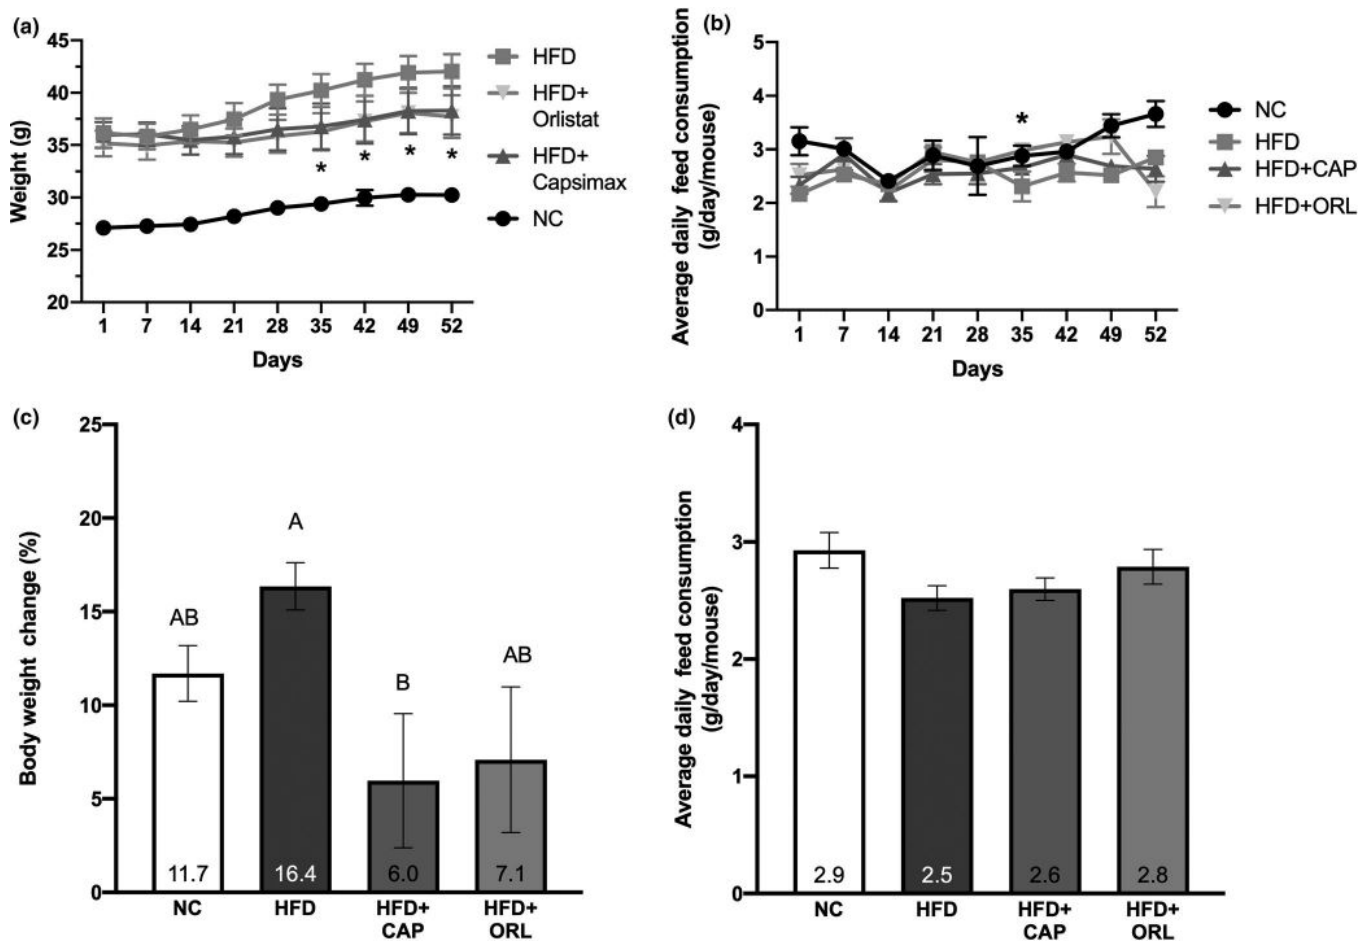 (a)
Weight (g)
45
40
35
30
25
20
* * * *
1 7 14 21 28 35 42 49 52
Days
HFD
HFD+
Orlistat
HFD+
Capsimax
NC
(b)
Average daily feed consumption
(g/day/mouse)
5
4
3
2
1
0
*
1 7 14 21 28 35 42 49 52
Days
NC
HFD
HFD+CAP
HFD+ORL
(c)
Body weight change (%)
25
20
15
10
5
0
AB
A
B
AB
11.7 16.4 6.0 7.1
NC HFD HFD+ HFD+
CAP ORL
(d)
Average daily feed consumption
(g/day/mouse)
4
3
2
1
0
2.9 2.5 2.6 2.8
NC HFD HFD+ HFD+
CAP ORL